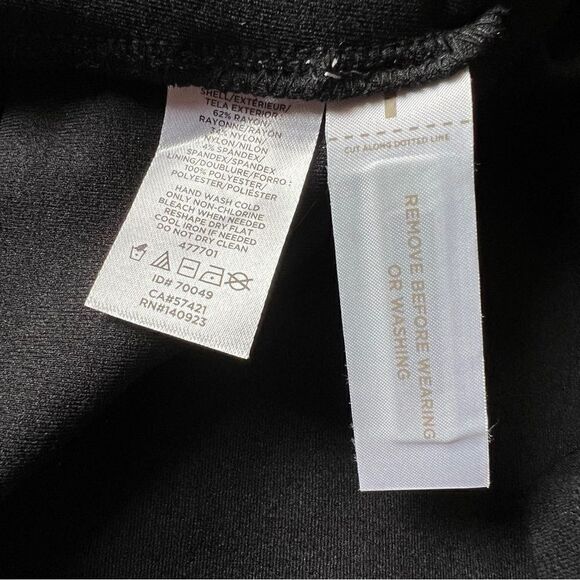 SHELL/EXTÉRIEUR/
TELA EXTERIOR:
62% RAYON/
RAYONNE/RAYÓN
34% NYLON/
NYLON/NILON
4% SPANDEX/
SPANDEX/SPANDEX
LINING/DOUBLURE/FORRO:
100% POLYESTER/
POLYESTER/POLIÉSTER
HAND WASH COLD
ONLY NON-CHLORINE
BLEACH WHEN NEEDED
RESHAPE DRY FLAT
COOL IRON IF NEEDED
DO NOT DRY CLEAN
477701
ID# 70049
CA#57421
RN#140923
CUT ALONG DOTTED LINE
REMOVE BEFORE WEARING
OR WASHING